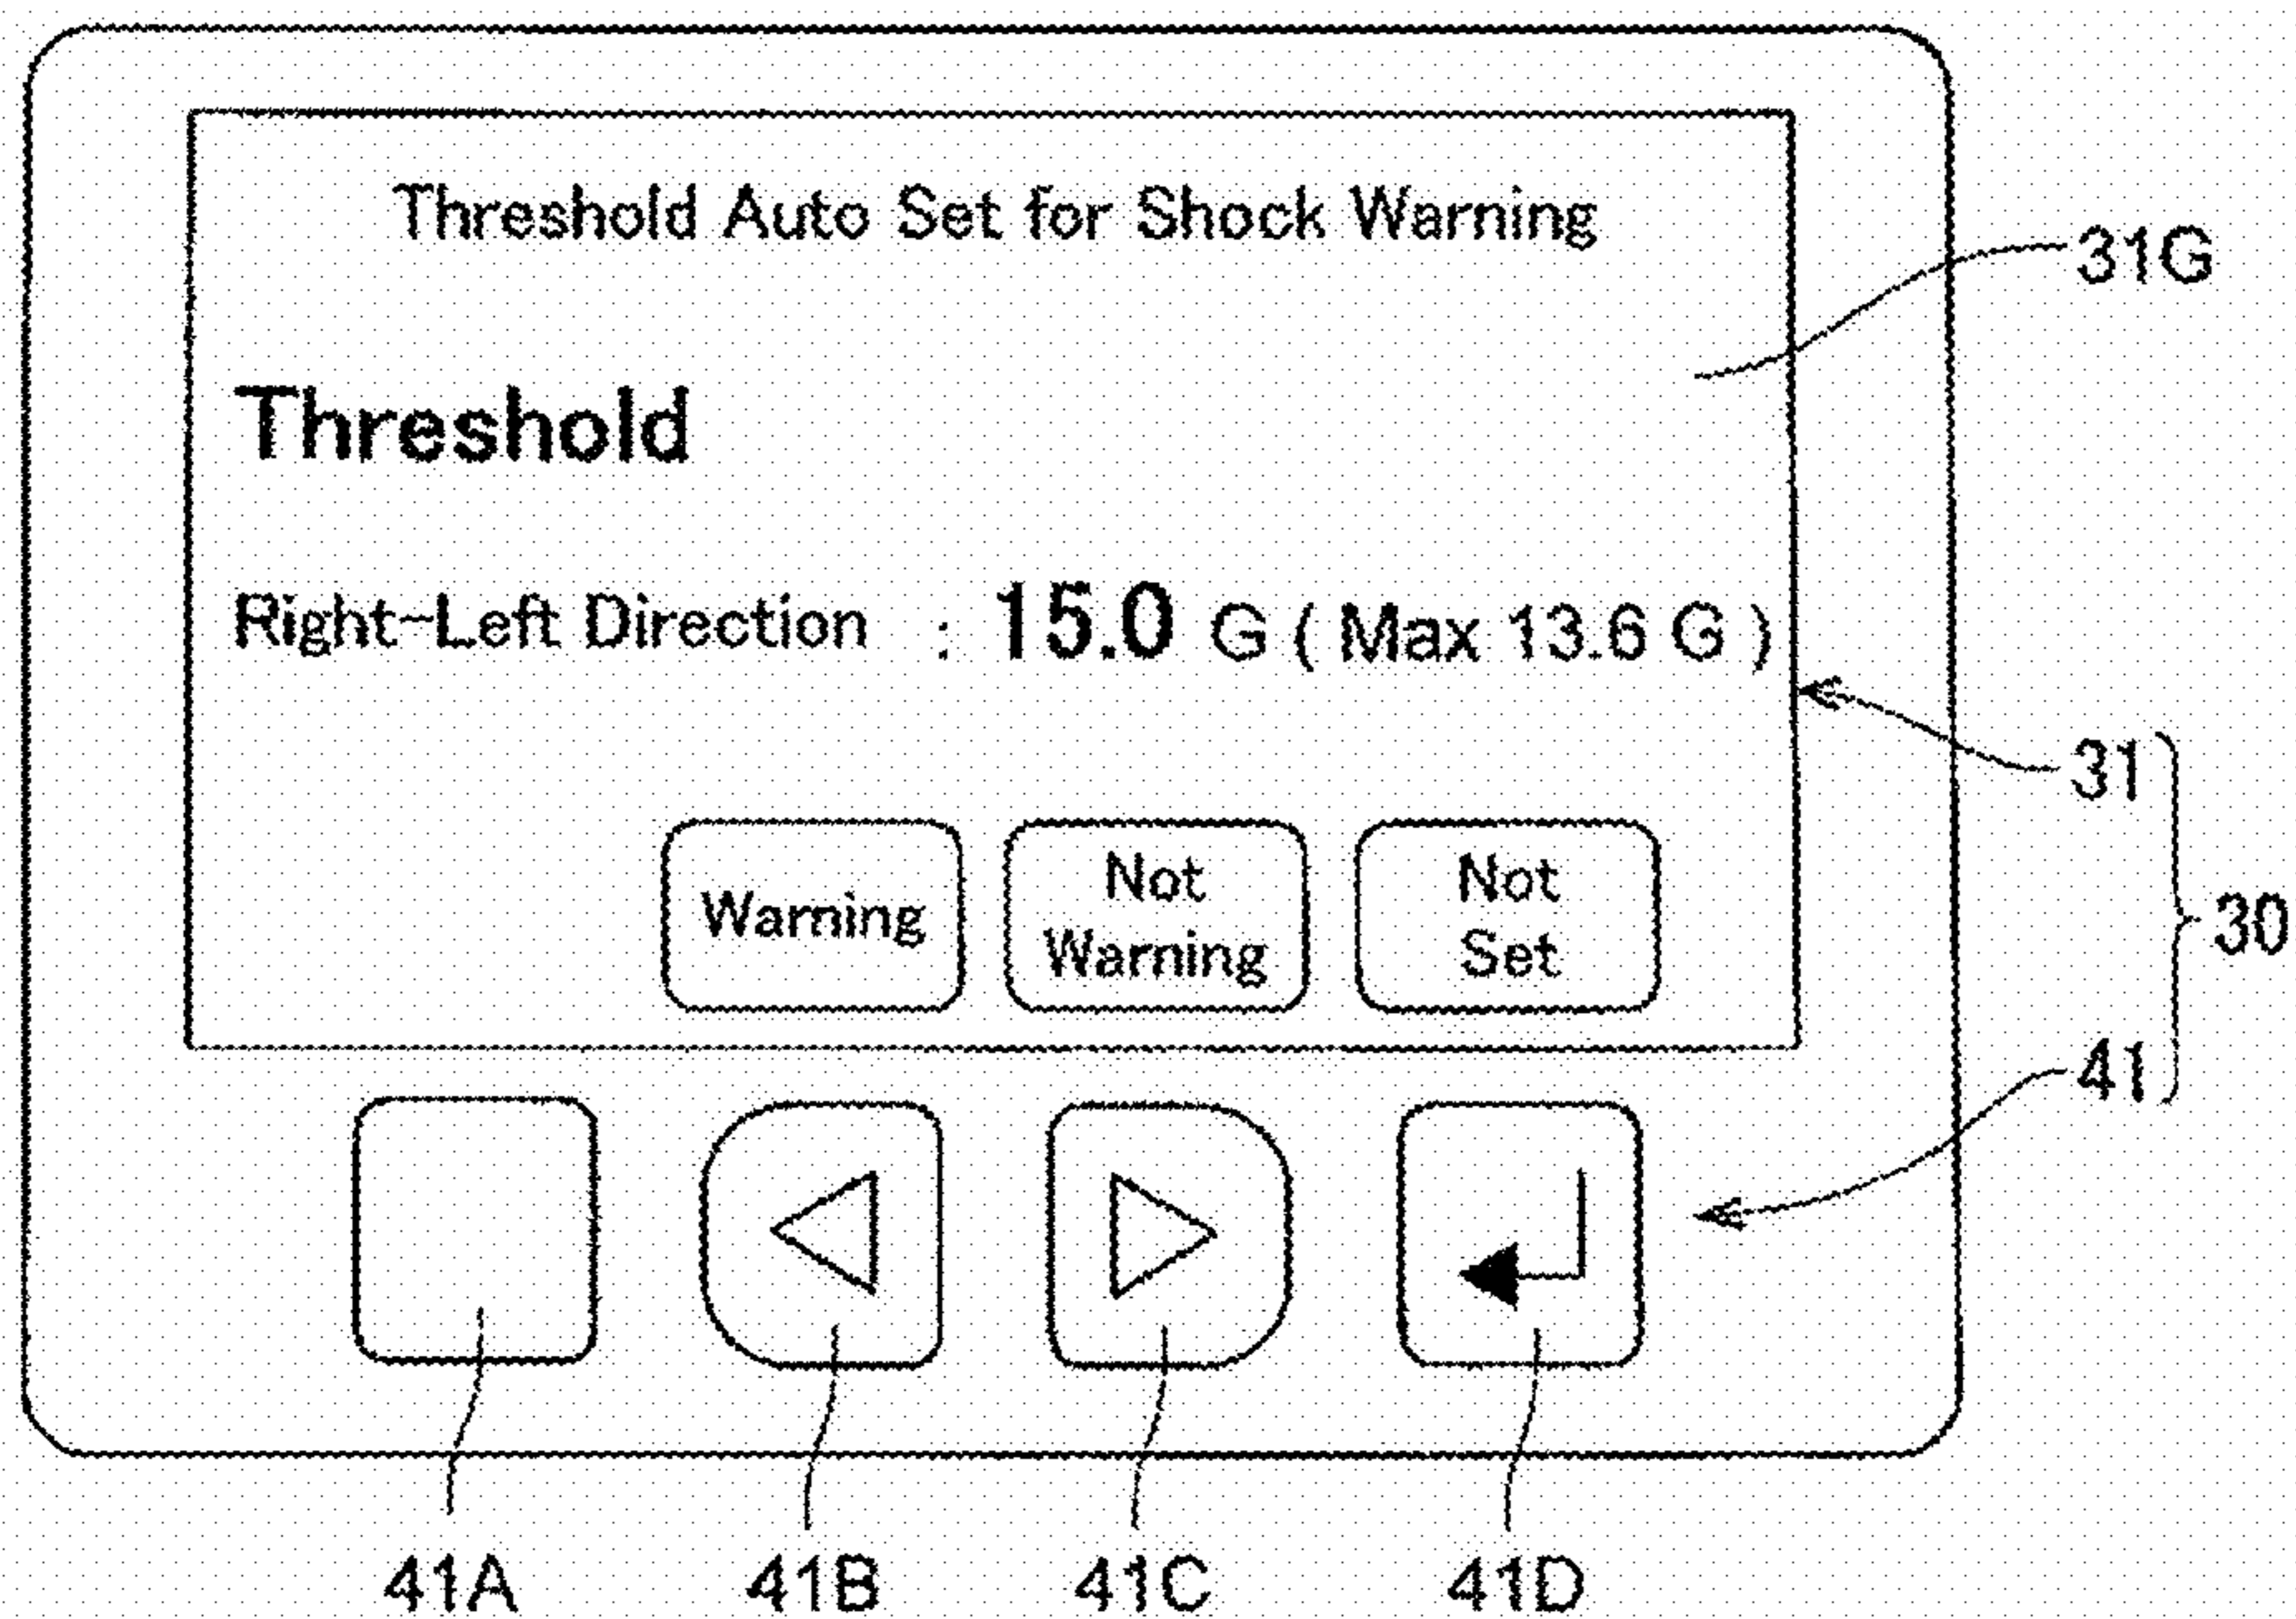 Threshold Auto Set for Shock Warning
31G
Threshold
Right-Left Direction : 15.0 G ( Max 13.6 G )
31
Warning
Not
Warning
Not
Set
30
41
41A
41B
41C
41D